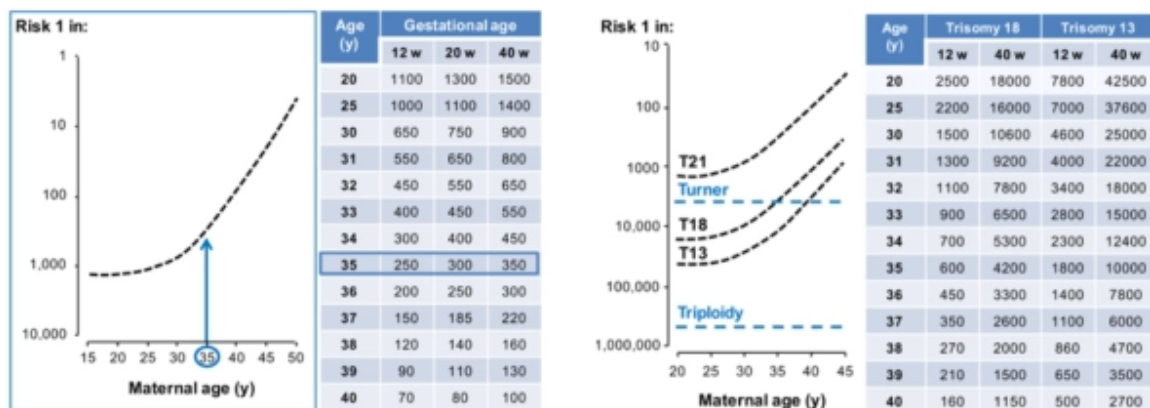 Risk 1 in:
1
10
100
1,000
10,000
15 20 25 30 35 40 45 50
Maternal age (y)
Age (y) Gestational age
12 w 20 w 40 w
20 1100 1300 1500
25 1000 1100 1400
30 650 750 900
31 550 650 800
32 450 550 650
33 400 450 550
34 300 400 450
35 250 300 350
36 200 250 300
37 150 185 220
38 120 140 160
39 90 110 130
40 70 80 100
Risk 1 in:
10
100
1000
10,000
100,000
1,000,000
T21
Turner
T18
T13
Triploidy
20 25 30 35 40 45
Maternal age (y)
Age (y) Trisomy 18 Trisomy 13
12 w 40 w 12 w 40 w
20 2500 18000 7800 42500
25 2200 16000 7000 37600
30 1500 10600 4600 25000
31 1300 9200 4000 22000
32 1100 7800 3400 18000
33 900 6500 2800 15000
34 700 5300 2300 12400
35 600 4200 1800 10000
36 450 3300 1400 7800
37 350 2600 1100 6000
38 270 2000 860 4700
39 210 1500 650 3500
40 160 1150 500 2700